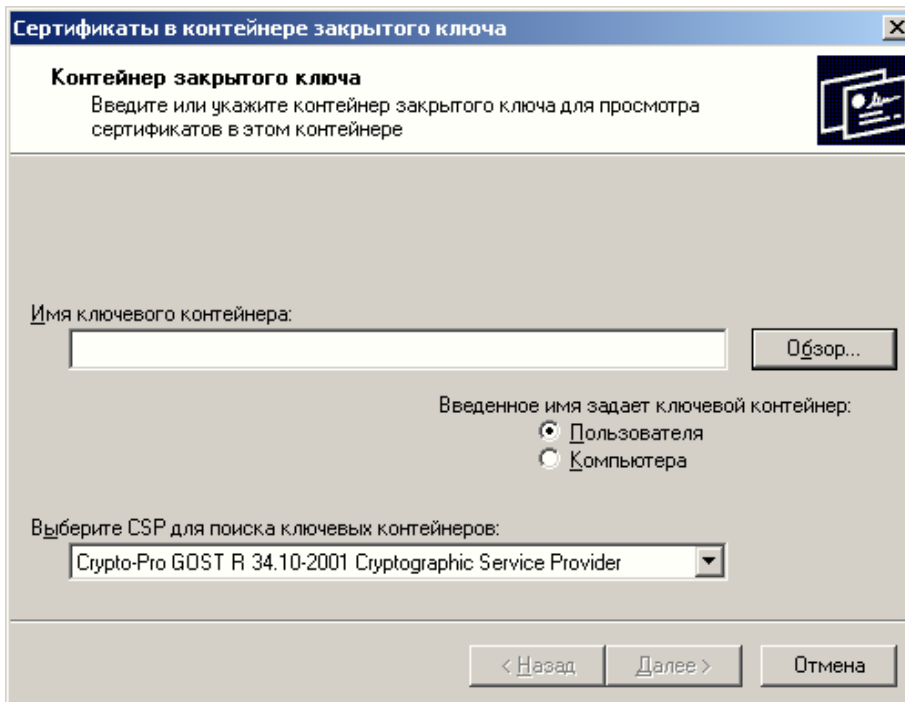 Сертификаты в контейнере закрытого ключа
Контейнер закрытого ключа
Введите или укажите контейнер закрытого ключа для просмотра
сертификатов в этом контейнере
Имя ключевого контейнера:
Обзор...
Введенное имя задает ключевой контейнер:
Пользователя
Компьютера
Выберите CSP для поиска ключевых контейнеров:
Crypto-Pro GOST R 34.10-2001 Cryptographic Service Provider
< Назад
Далее >
Отмена